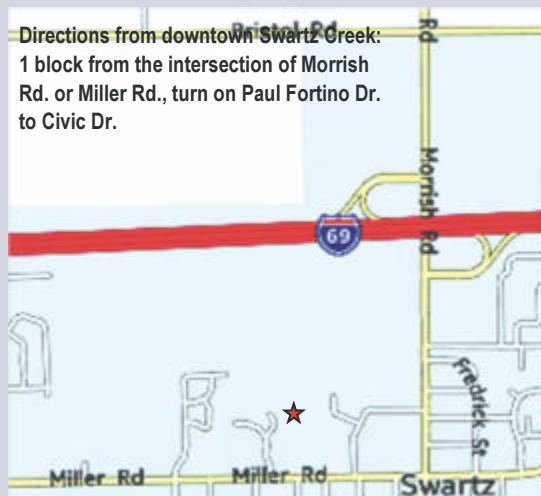 Directions from downtown Swartz Creek:
1 block from the intersection of Morrish
Rd. or Miller Rd., turn on Paul Fortino Dr.
to Civic Dr.
Bristol Rd
Rd
Morrish Rd
69
Fredrick St
Miller Rd
Miller Rd
Swartz